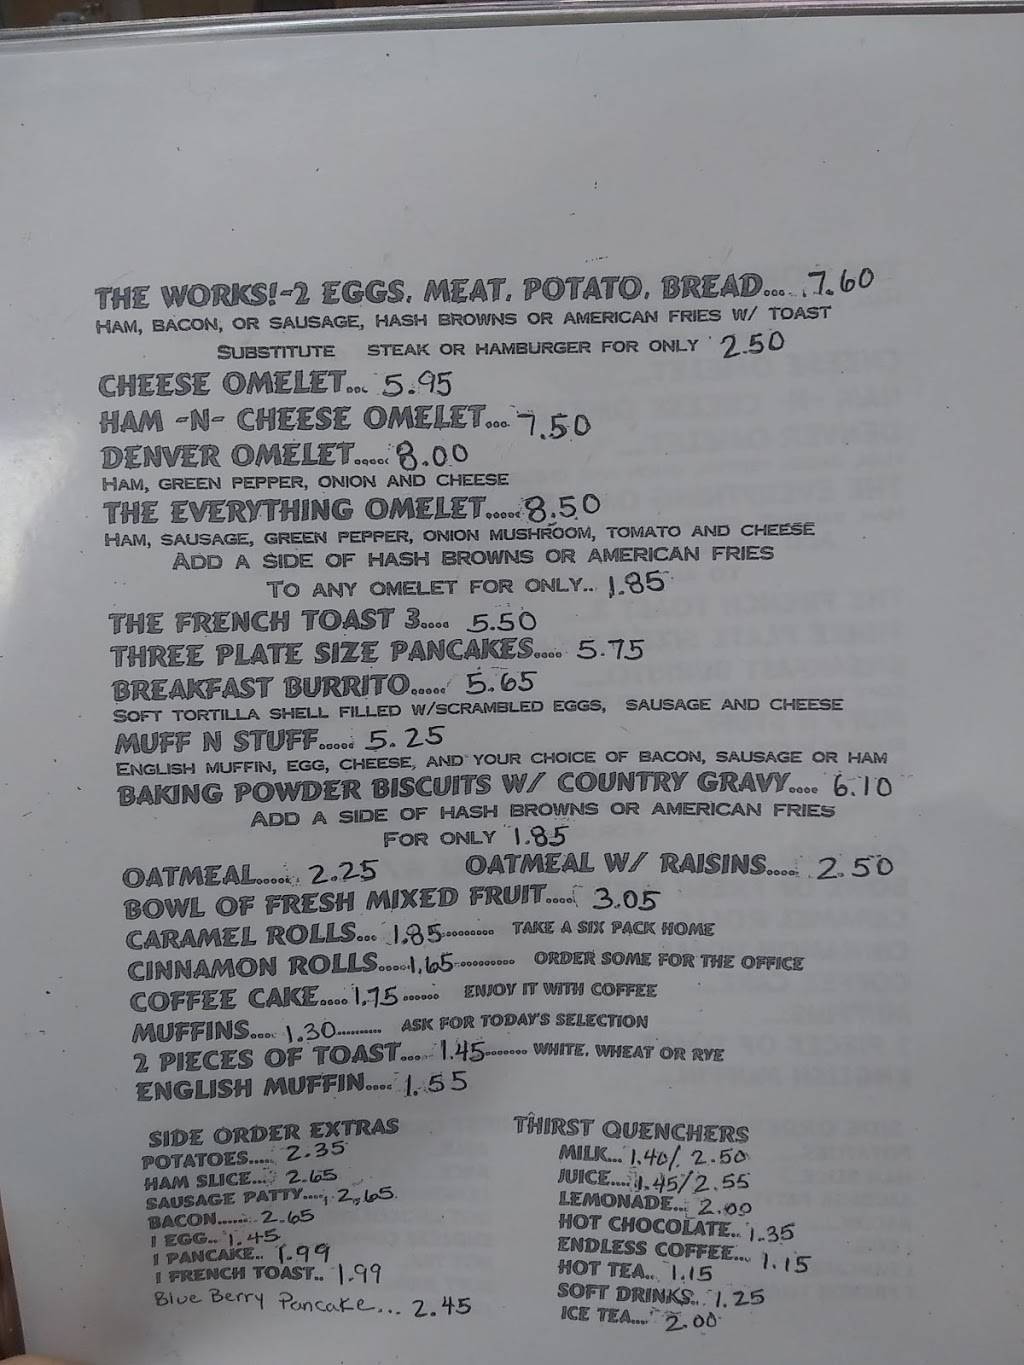 THE WORKS!-2 EGGS, MEAT, POTATO, BREAD.... 7.60
HAM, BACON, OR SAUSAGE, HASH BROWNS OR AMERICAN FRIES W/ TOAST
SUBSTITUTE STEAK OR HAMBURGER FOR ONLY 2.50
CHEESE OMELET... 5.95
HAM -N- CHEESE OMELET... 7.50
DENVER OMELET..... 8.00
HAM, GREEN PEPPER, ONION AND CHEESE
THE EVERYTHING OMELET..... 8.50
HAM, SAUSAGE, GREEN PEPPER, ONION MUSHROOM, TOMATO AND CHEESE
ADD A SIDE OF HASH BROWNS OR AMERICAN FRIES
TO ANY OMELET FOR ONLY.. 1.85
THE FRENCH TOAST 3.... 5.50
THREE PLATE SIZE PANCAKES.... 5.75
BREAKFAST BURRITO..... 5.65
SOFT TORTILLA SHELL FILLED W/SCRAMBLED EGGS, SAUSAGE AND CHEESE
MUFF N STUFF..... 5.25
ENGLISH MUFFIN, EGG, CHEESE, AND YOUR CHOICE OF BACON, SAUSAGE OR HAM
BAKING POWDER BISCUITS W/ COUNTRY GRAVY.... 6.10
ADD A SIDE OF HASH BROWNS OR AMERICAN FRIES
FOR ONLY 1.85
OATMEAL..... 2.25 OATMEAL W/ RAISINS..... 2.50
BOWL OF FRESH MIXED FRUIT.... 3.05
CARAMEL ROLLS... 1.85......... TAKE A SIX PACK HOME
CINNAMON ROLLS..... 1.65.......... ORDER SOME FOR THE OFFICE
COFFEE CAKE.... 1.75...... ENJOY IT WITH COFFEE
MUFFINS.... 1.30.......... ASK FOR TODAY'S SELECTION
2 PIECES OF TOAST.... 1.45....... WHITE, WHEAT OR RYE
ENGLISH MUFFIN.... 1.55
SIDE ORDER EXTRAS
POTATOES..... 2.35
HAM SLICE... 2.65
SAUSAGE PATTY.... 2.65
BACON...... 2.65
1 EGG.. 1.45
1 PANCAKE.. 1.99
1 FRENCH TOAST.. 1.99
Blue Berry Pancake... 2.45
THIRST QUENCHERS
MILK... 1.40/ 2.50
JUICE.... 1.45/2.55
LEMONADE... 2.00
HOT CHOCOLATE.. 1.35
ENDLESS COFFEE... 1.15
HOT TEA.. 1.15
SOFT DRINKS.. 1.25
ICE TEA.... 2.00